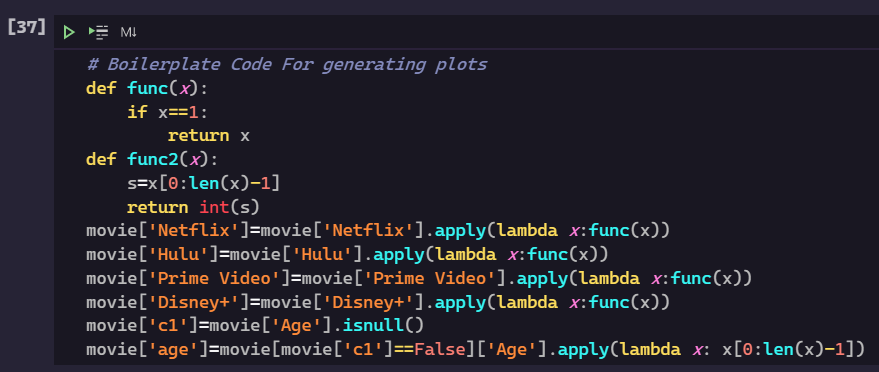 [37]
M↓
# Boilerplate Code For generating plots
def func(x):
    if x==1:
        return x
def func2(x):
    s=x[0:len(x)-1]
    return int(s)
movie['Netflix']=movie['Netflix'].apply(lambda x:func(x))
movie['Hulu']=movie['Hulu'].apply(lambda x:func(x))
movie['Prime Video']=movie['Prime Video'].apply(lambda x:func(x))
movie['Disney+']=movie['Disney+'].apply(lambda x:func(x))
movie['c1']=movie['Age'].isnull()
movie['age']=movie[movie['c1']==False]['Age'].apply(lambda x: x[0:len(x)-1])